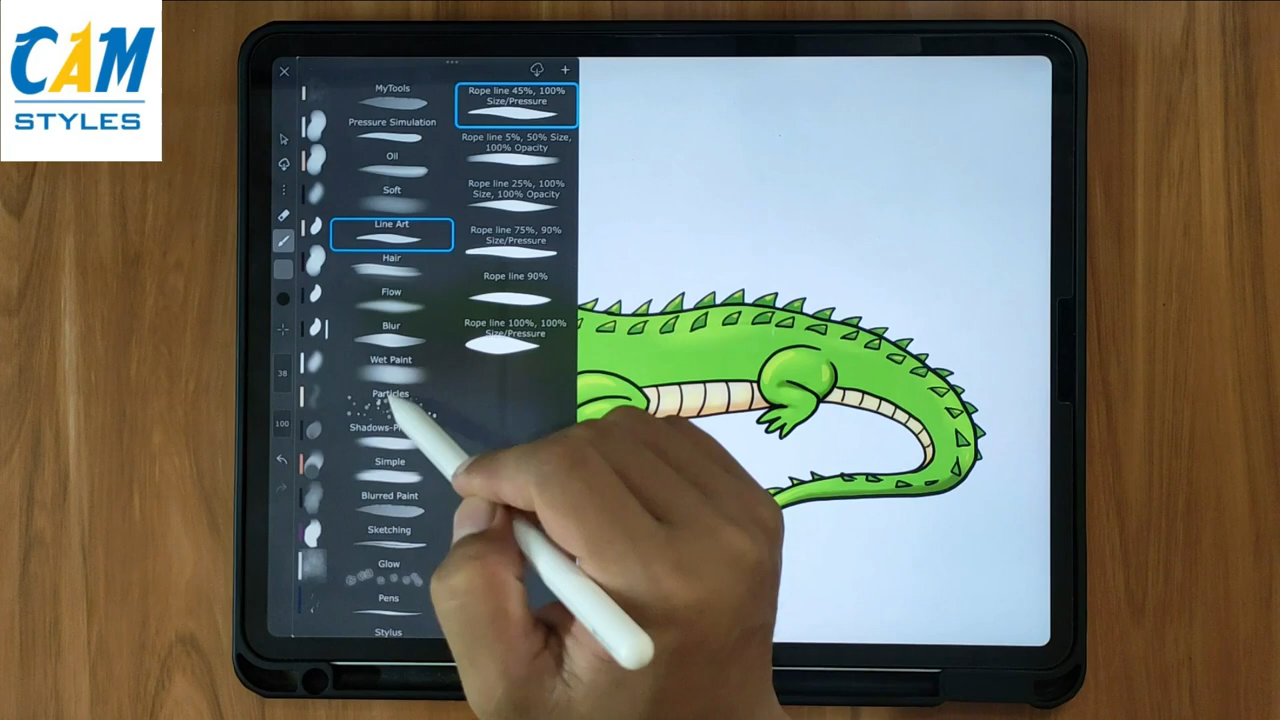 CAM
STYLES
MyTools
Pressure Simulation
Oil
Soft
Line Art
Hair
Flow
Blur
Wet Paint
Particles
Simple
Blurred Paint
Sketching
Glow
Pens
Stylus
Rope line 45%, 100%
Size/Pressure
Rope line 5%, 50% Size,
100% Opacity
Rope line 25%, 100%
Size, 100% Opacity
Rope line 75%, 90%
Size/Pressure
Rope line 90%
Rope line 100%, 100%
Size/Pressure
38
100